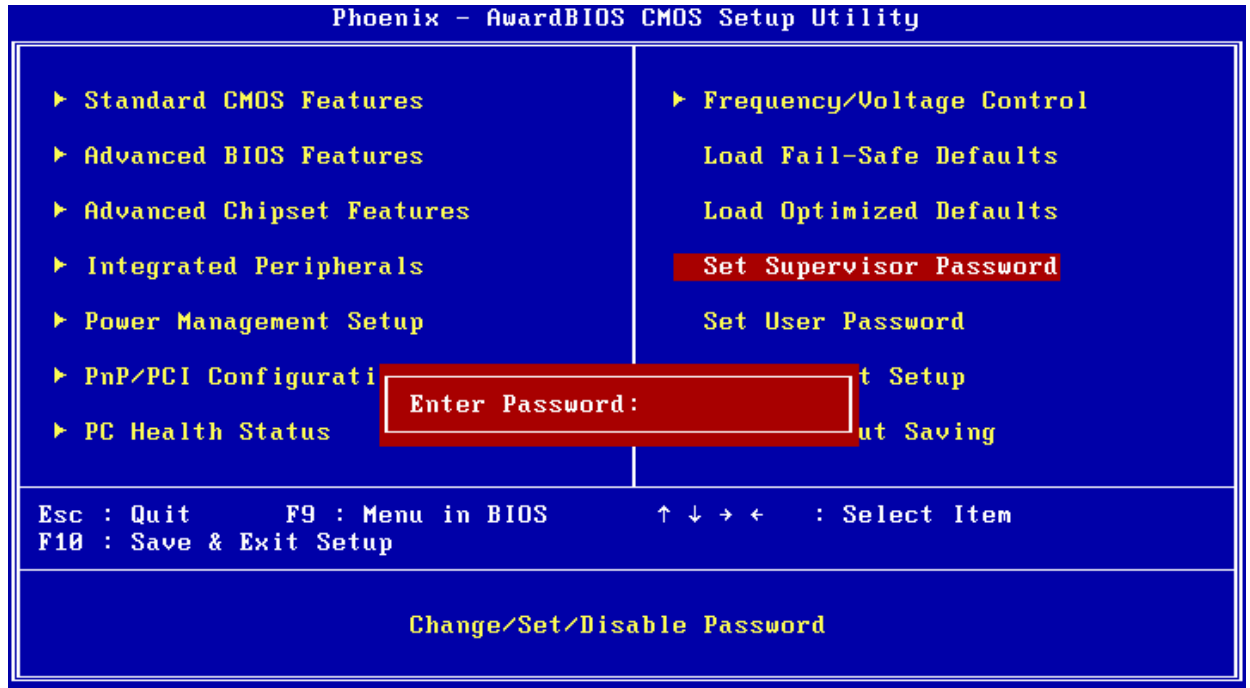 Phoenix - AwardBIOS CMOS Setup Utility
► Standard CMOS Features
► Advanced BIOS Features
► Advanced Chipset Features
► Integrated Peripherals
► Power Management Setup
► PnP/PCI Configurati
► PC Health Status
► Frequency/Voltage Control
Load Fail-Safe Defaults
Load Optimized Defaults
Set Supervisor Password
Set User Password
t Setup
ut Saving
Enter Password:
Esc : Quit F9 : Menu in BIOS ↑ ↓ → ← : Select Item
F10 : Save & Exit Setup
Change/Set/Disable Password